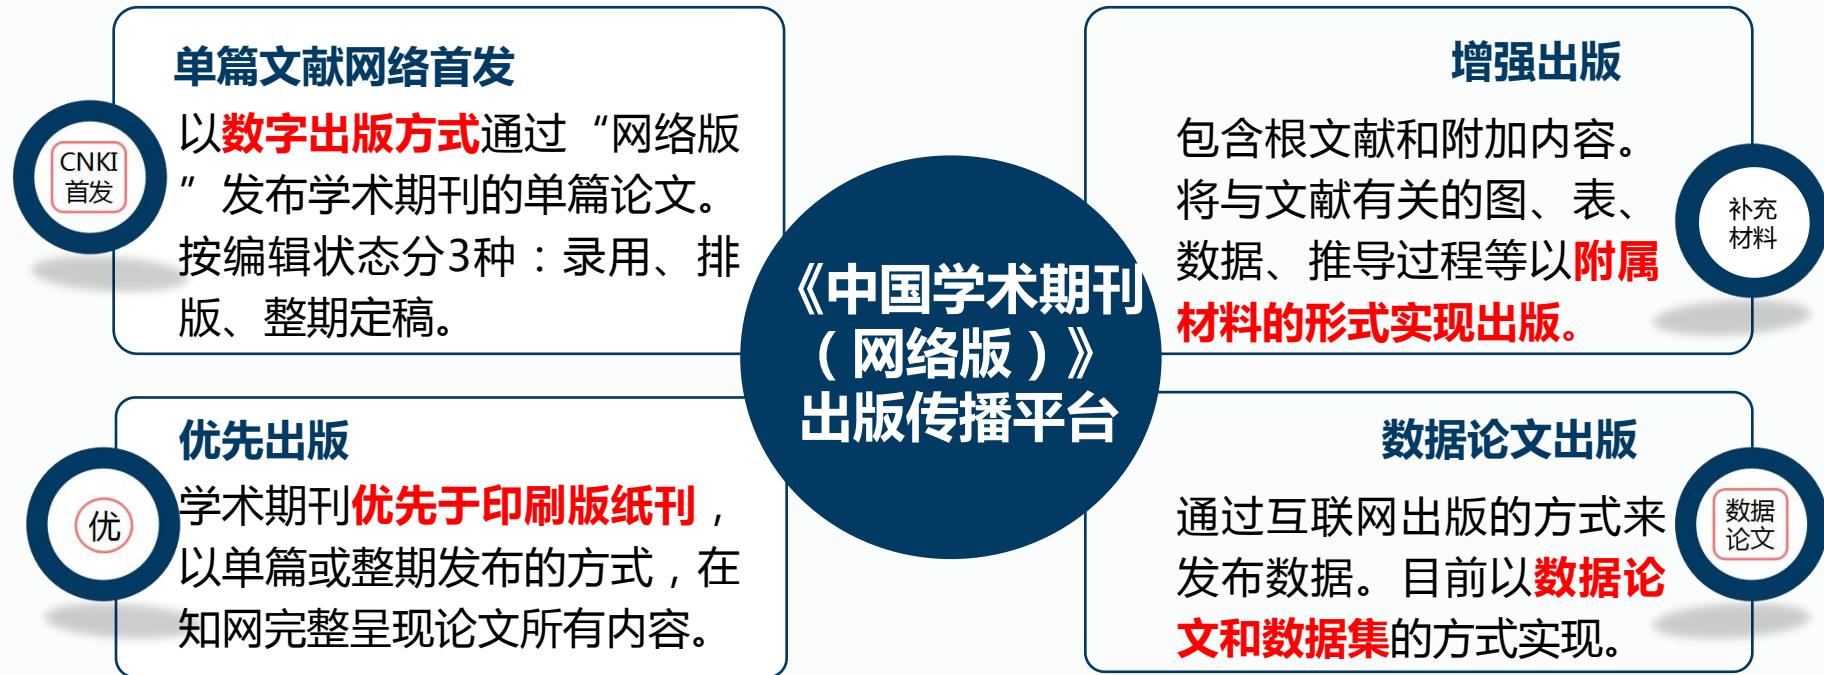 单篇文献网络首发
CNKI
首发
以数字出版方式通过“网络版
”发布学术期刊的单篇论文。
按编辑状态分3种：录用、排
版、整期定稿。
增强出版
包含根文献和附加内容。
将与文献有关的图、表、
数据、推导过程等以附属
材料的形式实现出版。
补充
材料
《中国学术期刊
（网络版）》
出版传播平台
优先出版
优
学术期刊优先于印刷版纸刊，
以单篇或整期发布的方式，在
知网完整呈现论文所有内容。
数据论文出版
通过互联网出版的方式来
发布数据。目前以数据论
文和数据集的方式实现。
数据
论文